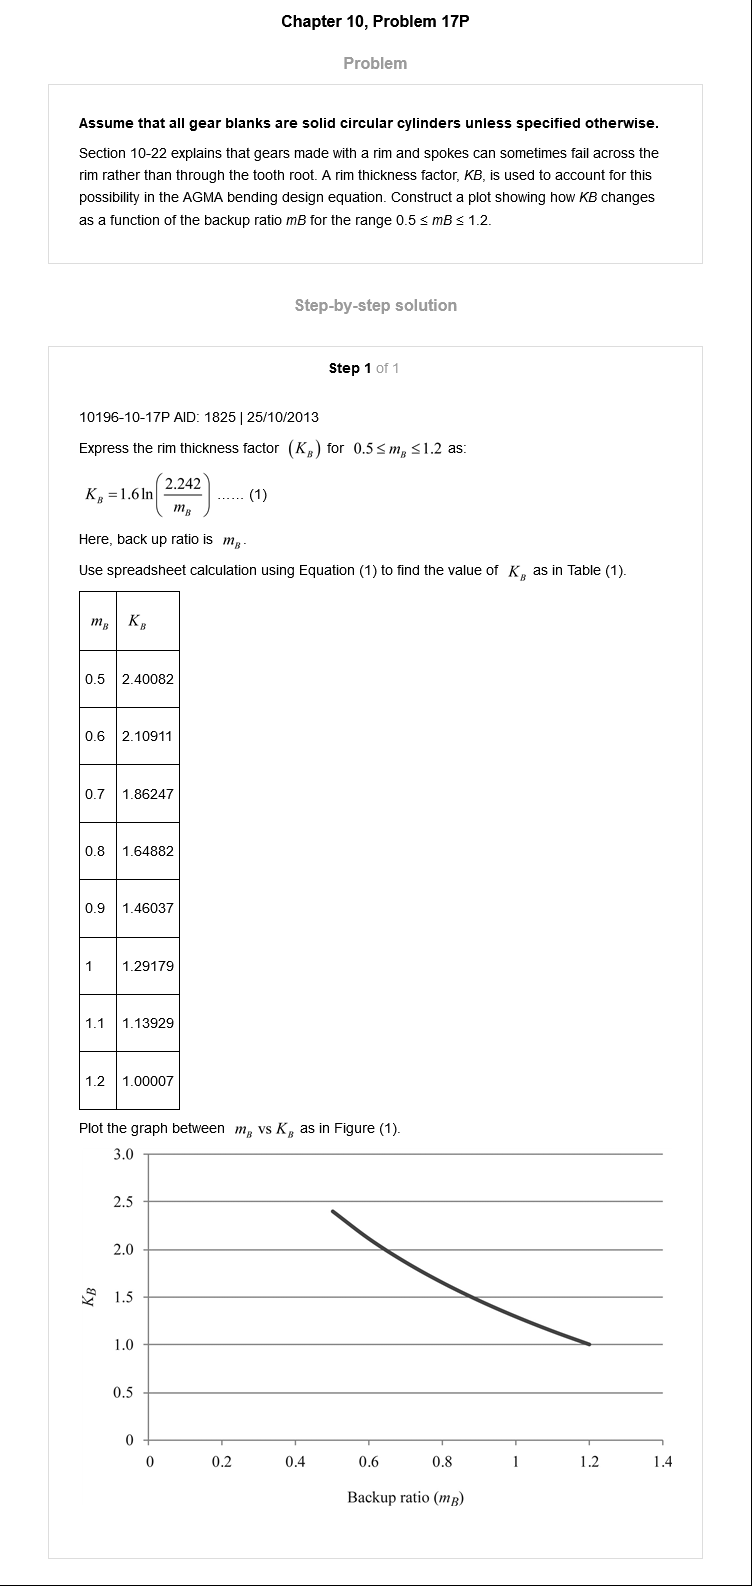 Chapter 10, Problem 17P
Problem
Assume that all gear blanks are solid circular cylinders unless specified otherwise.
Section 10-22 explains that gears made with a rim and spokes can sometimes fail across the
rim rather than through the tooth root. A rim thickness factor, KB, is used to account for this
possibility in the AGMA bending design equation. Construct a plot showing how KB changes
as a function of the backup ratio mB for the range 0.5 ≤ mB ≤ 1.2.
Step-by-step solution
Step 1 of 1
10196-10-17P AID: 1825 | 25/10/2013
Express the rim thickness factor (K_B) for 0.5 ≤ m_B ≤ 1.2 as:
K_B = 1.6 ln(2.242/m_B) ...... (1)
Here, back up ratio is m_B.
Use spreadsheet calculation using Equation (1) to find the value of K_B as in Table (1).
m_B K_B
0.5 2.40082
0.6 2.10911
0.7 1.86247
0.8 1.64882
0.9 1.46037
1 1.29179
1.1 1.13929
1.2 1.00007
Plot the graph between m_B vs K_B as in Figure (1).
3.0
2.5
2.0
K_B
1.5
1.0
0.5
0
0 0.2 0.4 0.6 0.8 1 1.2 1.4
Backup ratio (m_B)